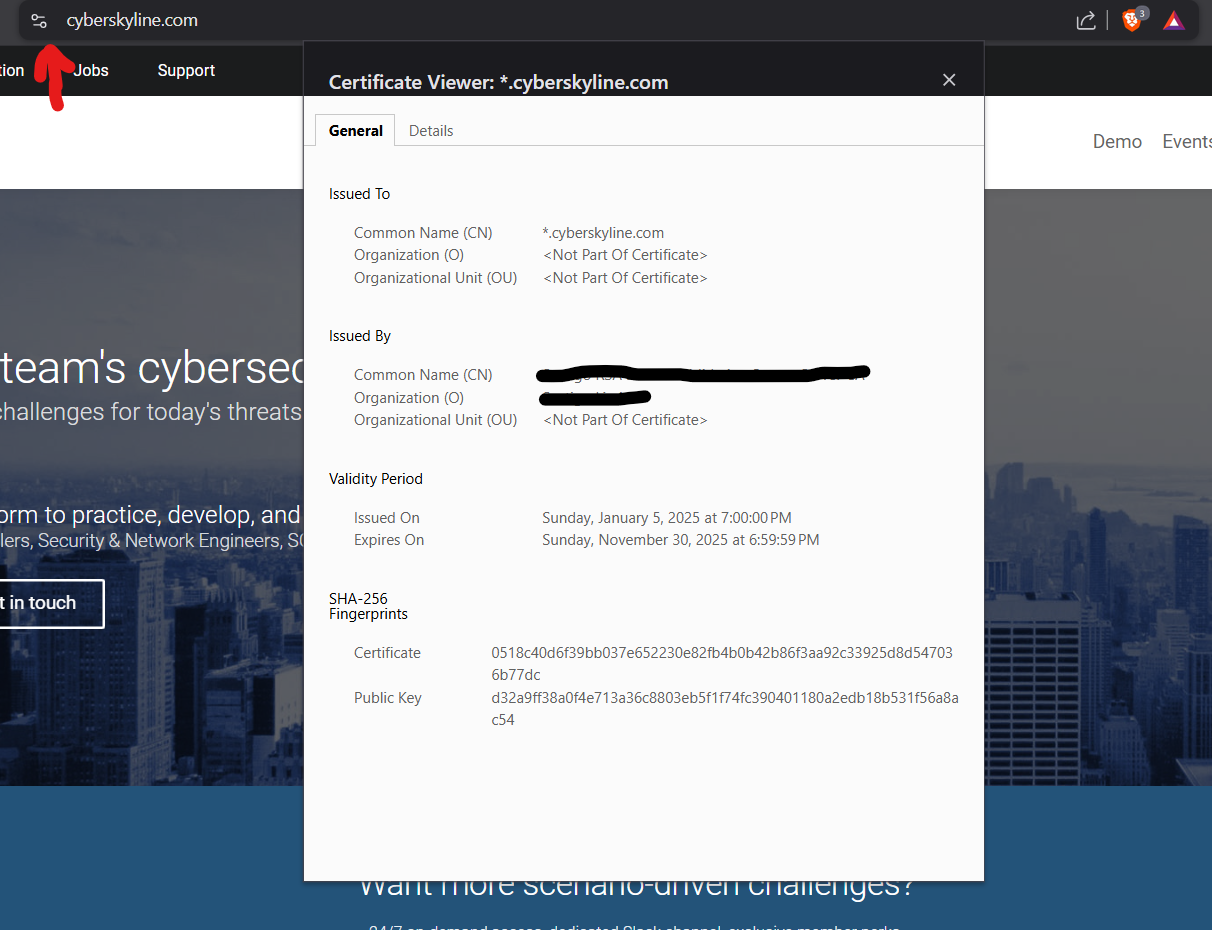 cyberskyline.com
3
tion Jobs Support
Certificate Viewer: *.cyberskyline.com
General Details
Demo Events
Issued To
Common Name (CN) *.cyberskyline.com
Organization (O) <Not Part Of Certificate>
Organizational Unit (OU) <Not Part Of Certificate>
Issued By
Common Name (CN)
Organization (O)
Organizational Unit (OU) <Not Part Of Certificate>
Validity Period
Issued On Sunday, January 5, 2025 at 7:00:00 PM
Expires On Sunday, November 30, 2025 at 6:59:59 PM
SHA-256
Fingerprints
Certificate 0518c40d6f39bb037e652230e82fb4b0b42b86f3aa92c33925d8d54703
6b77dc
Public Key d32a9ff38a0f4e713a36c8803eb5f1f74fc390401180a2edb18b531f56a8a
c54
team's cybersec
challenges for today's threats
orm to practice, develop, and
lers, Security & Network Engineers, SO
t in touch
Want more scenario-driven challenges?
24/7 on-demand access, dedicated Slack channel, exclusive member perks